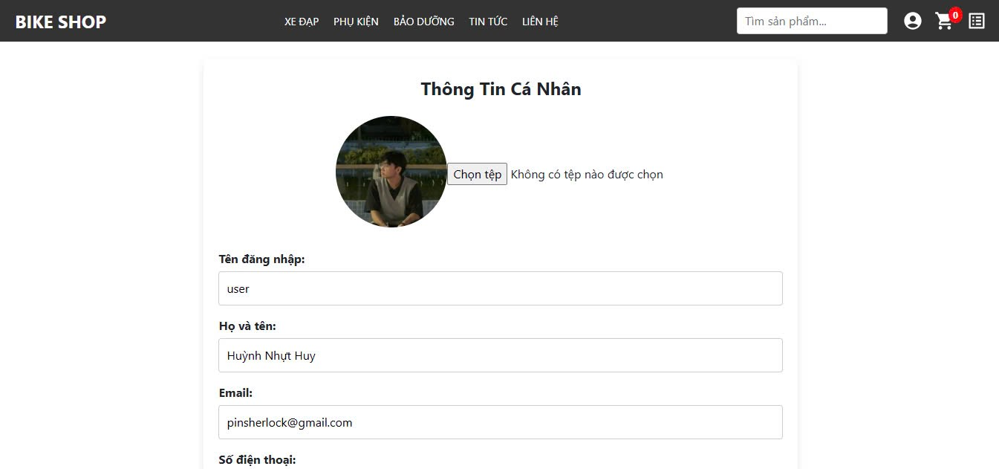 BIKE SHOP XE ĐẠP PHỤ KIỆN BẢO DƯỠNG TIN TỨC LIÊN HỆ Tìm sản phẩm... 0
Thông Tin Cá Nhân
Chọn tệp Không có tệp nào được chọn
Tên đăng nhập:
user
Họ và tên:
Huỳnh Nhựt Huy
Email:
pinsherlock@gmail.com
Số điện thoại: